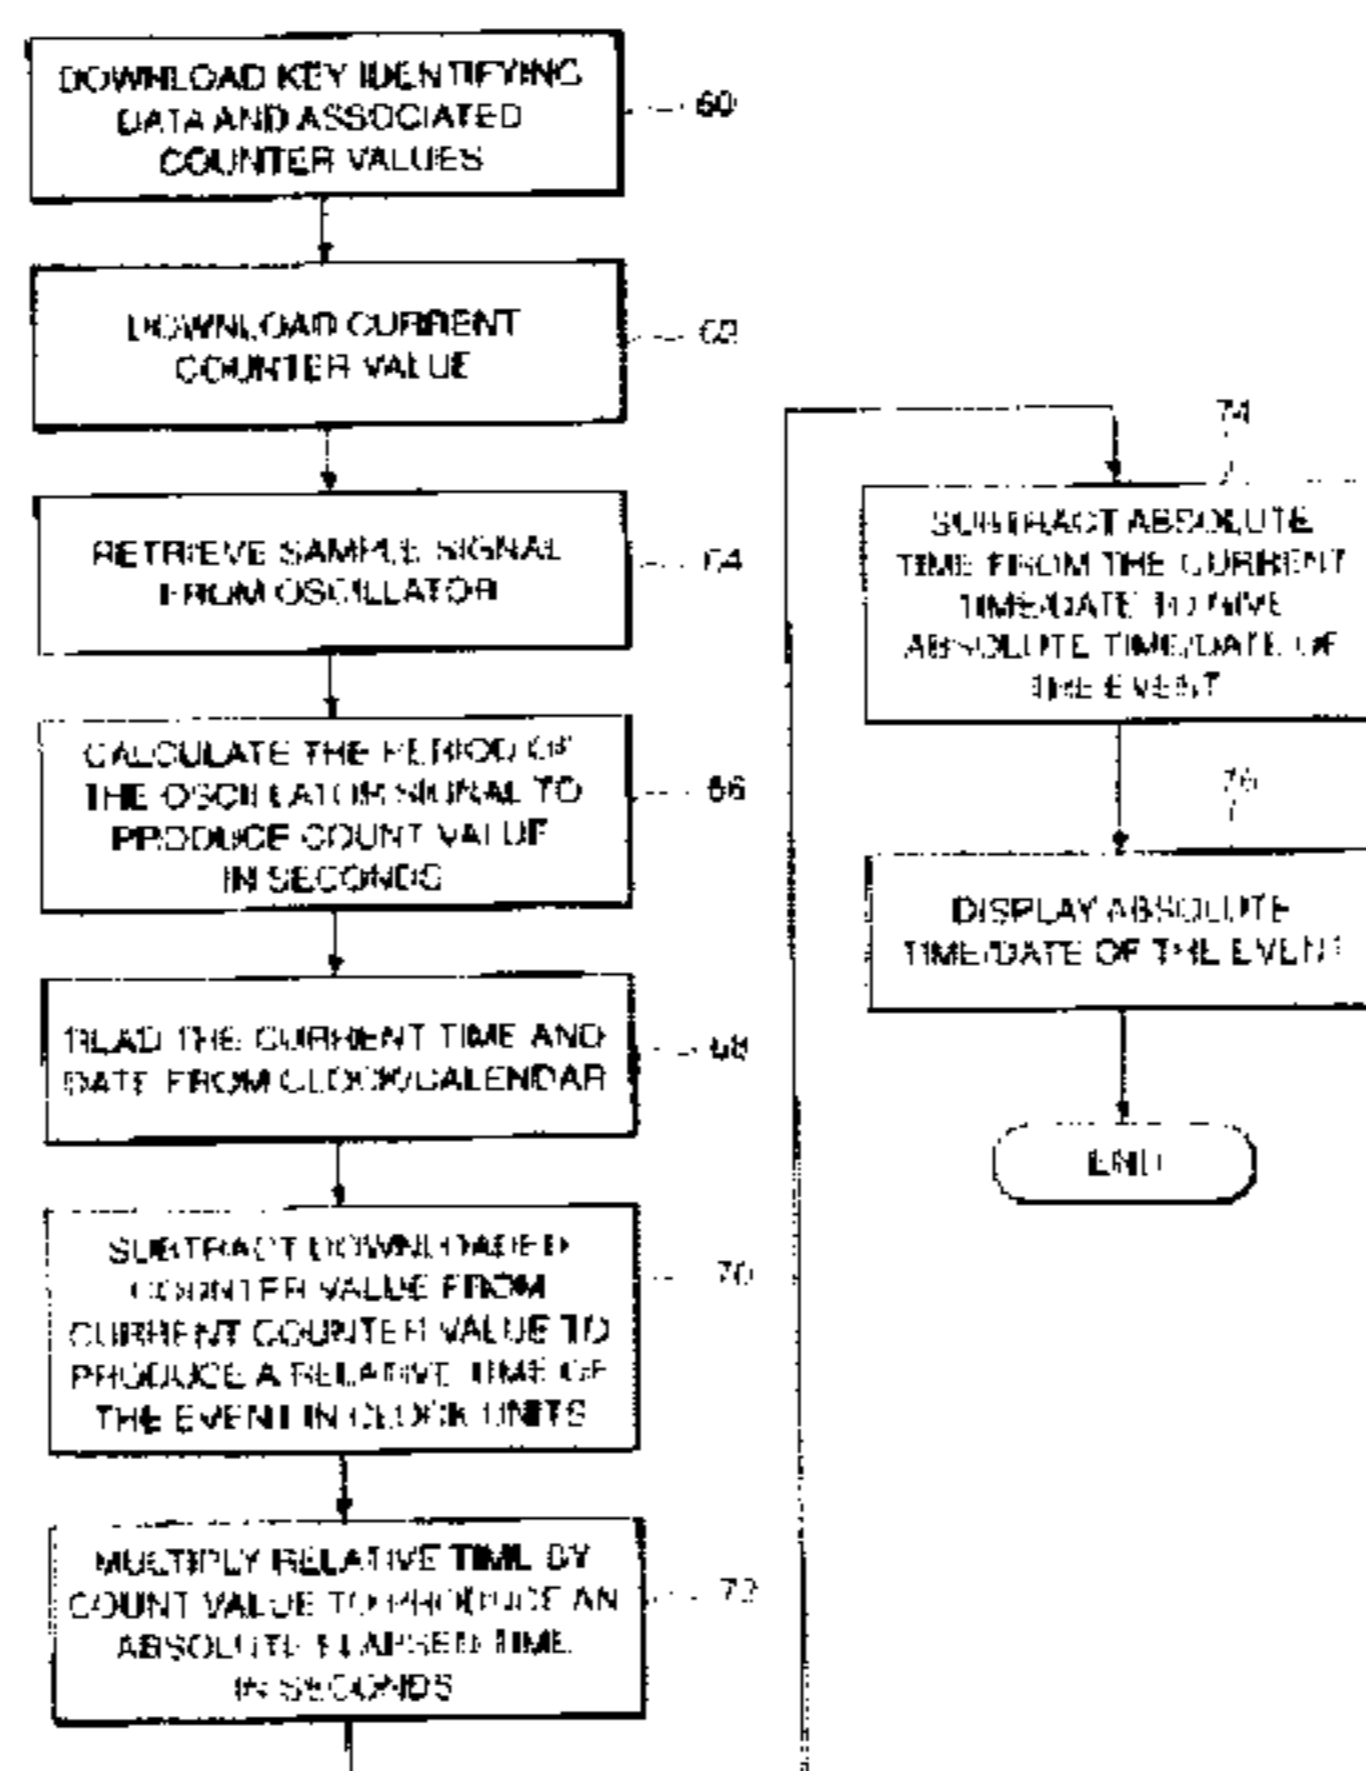 DOWNLOAD KEY IDENTIFYING
DATA AND ASSOCIATED
COUNTER VALUES
60
DOWNLOAD CURRENT
COUNTER VALUE
62
RETRIEVE SAMPLE SIGNAL
FROM OSCILLATOR
64
CALCULATE THE PERIOD OF
THE OSCILLATOR SIGNAL TO
PRODUCE COUNT VALUE
IN SECONDS
66
READ THE CURRENT TIME AND
DATE FROM CLOCK/CALENDAR
68
SUBTRACT DOWNLOADED
COUNTER VALUE FROM
CURRENT COUNTER VALUE TO
PRODUCE A RELATIVE TIME OF
THE EVENT IN CLOCK UNITS
70
MULTIPLY RELATIVE TIME BY
COUNT VALUE TO PRODUCE AN
ABSOLUTE ELAPSED TIME
IN SECONDS
72
74
SUBTRACT ABSOLUTE
TIME FROM THE CURRENT
TIME/DATE TO GIVE
ABSOLUTE TIME/DATE OF
THE EVENT
76
DISPLAY ABSOLUTE
TIME/DATE OF THE EVENT
END